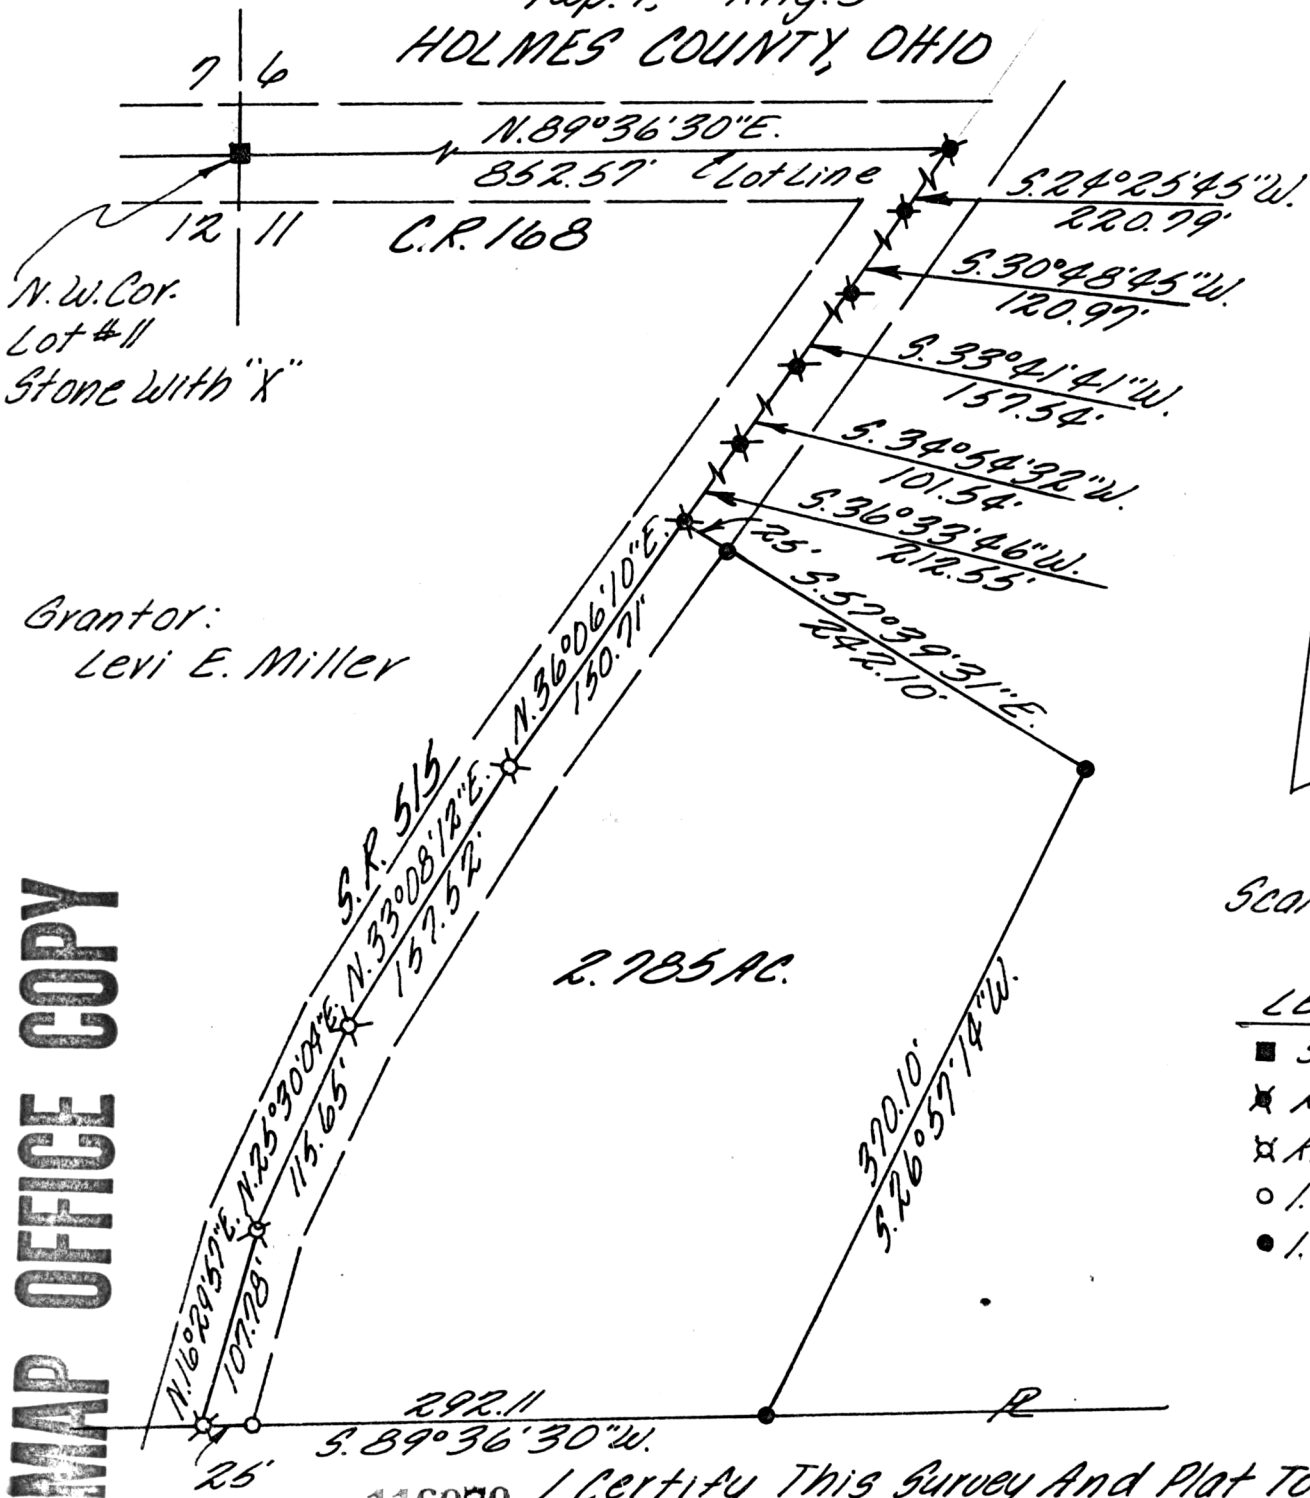 HOLMES COUNTY, OHIO
7 6
N.89°36'30"E.
852.57' Lot Line
12 11
C.R. 168
N.W. Cor.
Lot #11
Stone With "X"
S.24°25'45"W.
220.79'
S.30°48'45"W.
120.97'
S.33°41'41"W.
157.54'
S.34°54'32"W.
101.54'
S.36°33'46"W.
212.55'
25'
S.57°39'31"E.
242.10'
Grantor:
Levi E. Miller
N.36°06'10"E.
150.71'
S.R. 515
N.33°08'12"E.
157.52'
N.25°30'04"E.
115.65'
N.16°29'57"E.
107.78'
2.785 AC.
370.10'
S.26°57'14"W.
292.11
S.89°36'30"W.
25'
PL
MAP OFFICE COPY
I Certify This Survey And Plat To